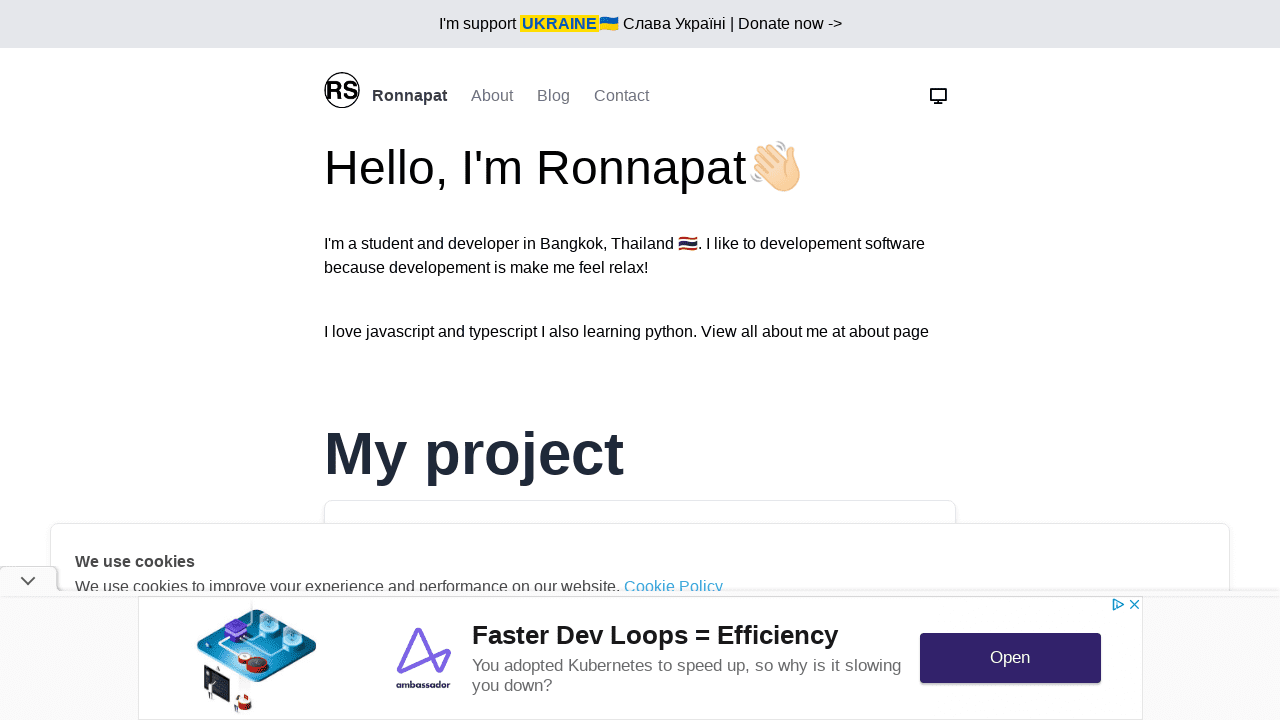 I'm support UKRAINE🇺🇦 Слава Україні | Donate now ->
RS Ronnapat About Blog Contact
Hello, I'm Ronnapat👋🏻
I'm a student and developer in Bangkok, Thailand 🇹🇭. I like to developement software
because developement is make me feel relax!
I love javascript and typescript I also learning python. View all about me at about page
My project
We use cookies
We use cookies to improve your experience and performance on our website. Cookie Policy
Faster Dev Loops = Efficiency
You adopted Kubernetes to speed up, so why is it slowing
you down?
ambassador
Open